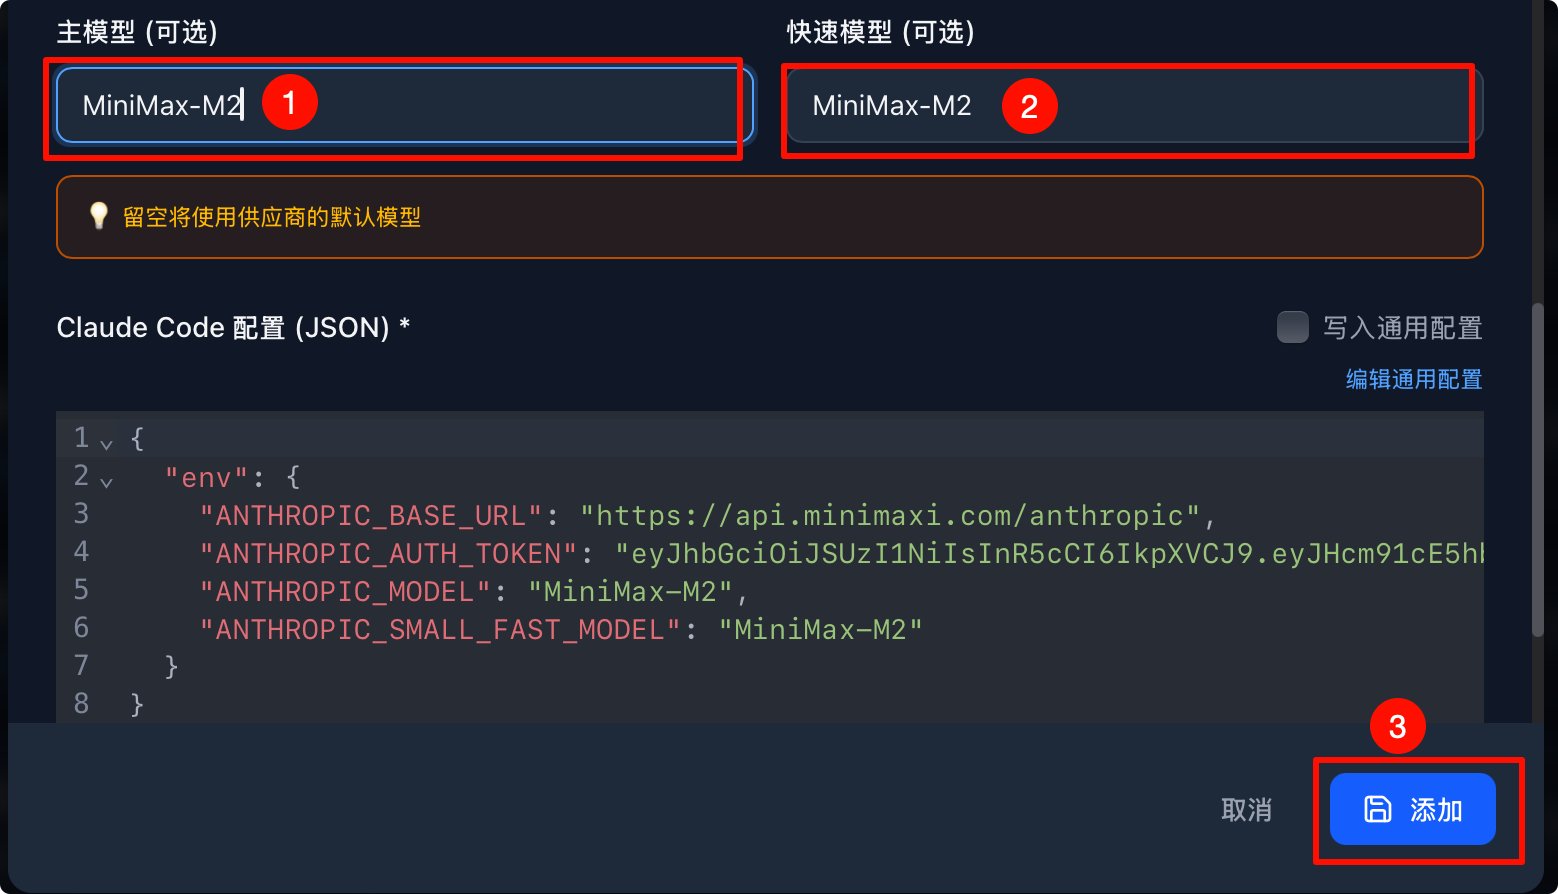 主模型 (可选)
快速模型 (可选)
MiniMax-M2
1
MiniMax-M2
2
留空将使用供应商的默认模型
Claude Code 配置 (JSON) *
写入通用配置
编辑通用配置
1 {
2 "env": {
3 "ANTHROPIC_BASE_URL": "https://api.minimaxi.com/anthropic",
4 "ANTHROPIC_AUTH_TOKEN": "eyJhbGciOiJSUzI1NiIsInR5cCI6IkpXVCJ9.eyJHcm91cE5h
5 "ANTHROPIC_MODEL": "MiniMax-M2",
6 "ANTHROPIC_SMALL_FAST_MODEL": "MiniMax-M2"
7 }
8 }
3
取消
添加